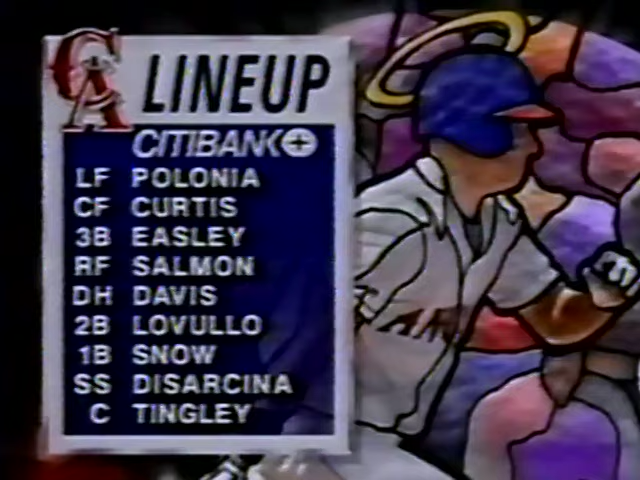 CA LINEUP
CITIBANK
LF POLONIA
CF CURTIS
3B EASLEY
RF SALMON
DH DAVIS
2B LOVULLO
1B SNOW
SS DISARCINA
C TINGLEY